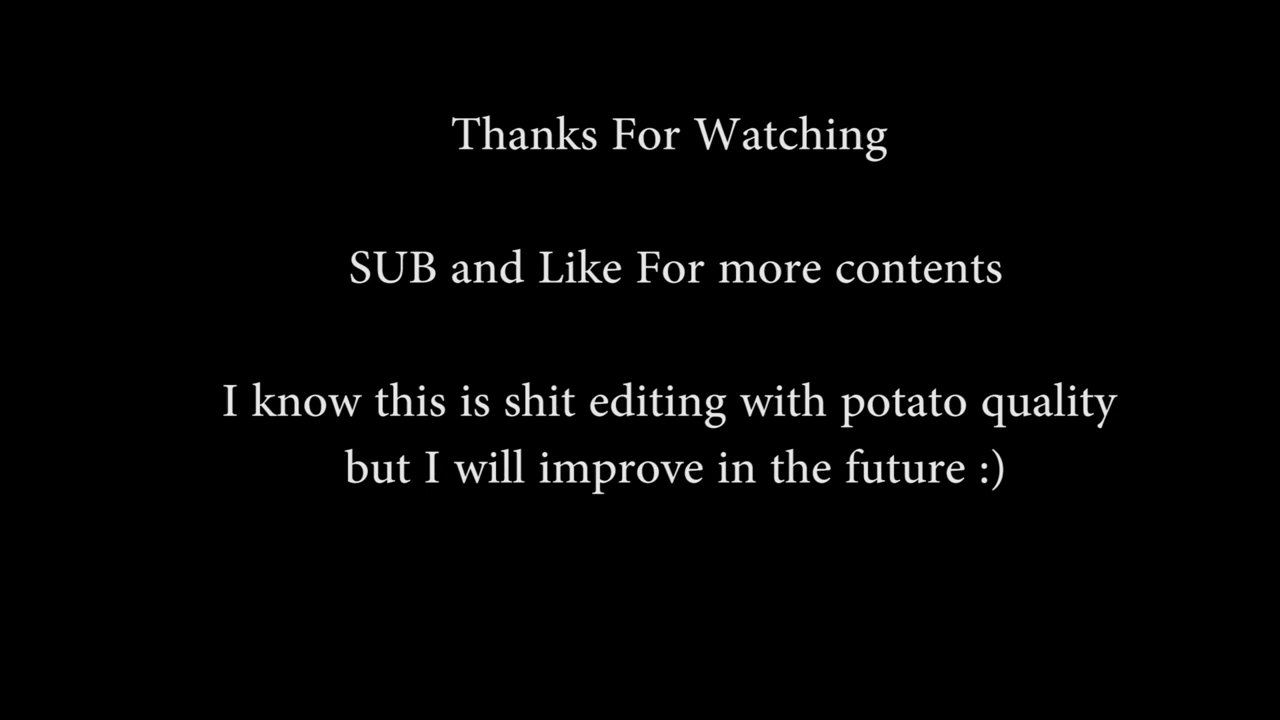 Thanks For Watching
SUB and Like For more contents
I know this is shit editing with potato quality
but I will improve in the future :)